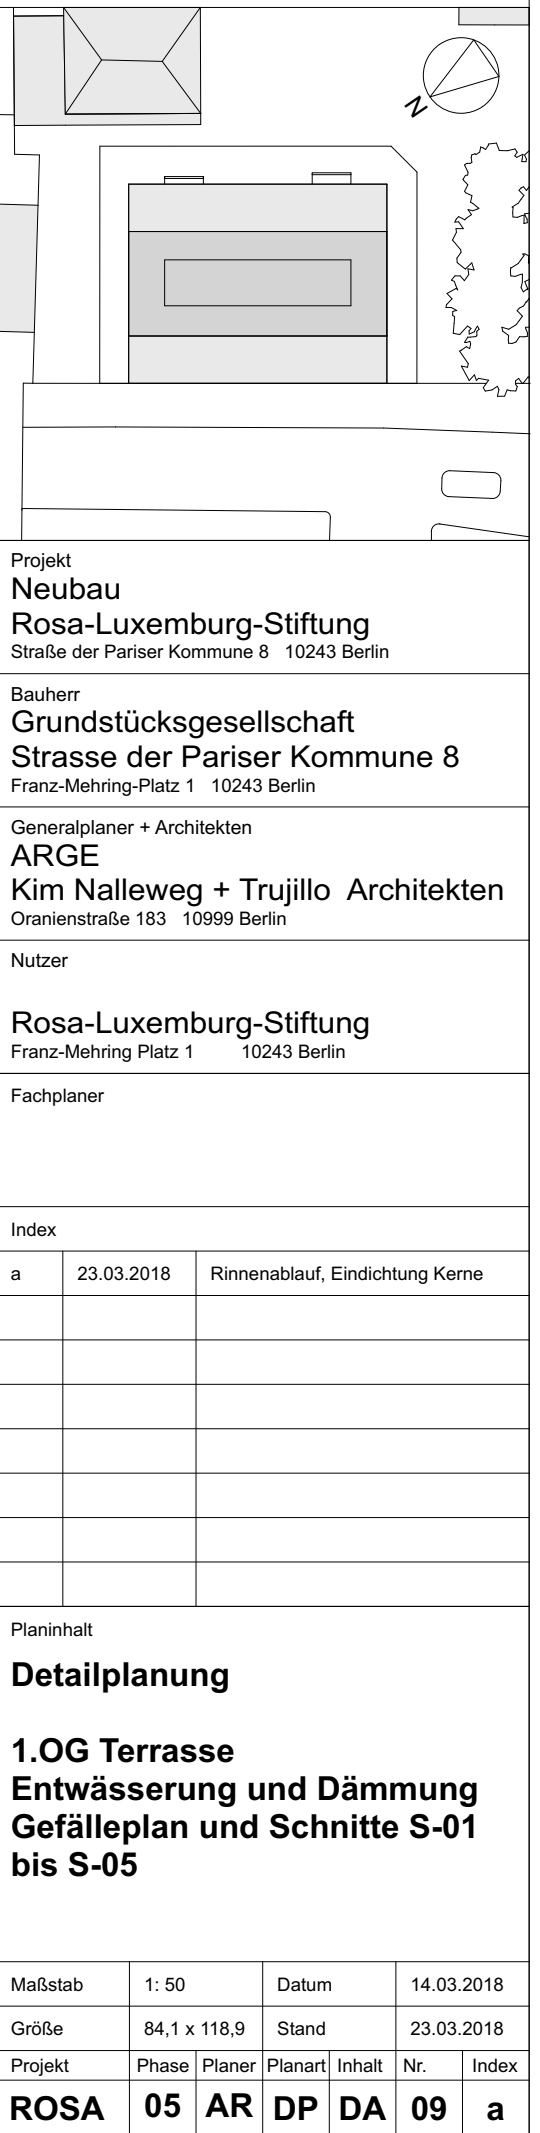 N
Projekt
Neubau
Rosa-Luxemburg-Stiftung
Straße der Pariser Kommune 8 10243 Berlin
Bauherr
Grundstücksgesellschaft
Strasse der Pariser Kommune 8
Franz-Mehring-Platz 1 10243 Berlin
Generalplaner + Architekten
ARGE
Kim Nalleweg + Trujillo Architekten
Oranienstraße 183 10999 Berlin
Nutzer
Rosa-Luxemburg-Stiftung
Franz-Mehring Platz 1 10243 Berlin
Fachplaner
Index
a 23.03.2018 Rinnenablauf, Eindichtung Kerne
Planinhalt
Detailplanung
1.OG Terrasse
Entwässerung und Dämmung
Gefälleplan und Schnitte S-01
bis S-05
Maßstab 1: 50 Datum 14.03.2018
Größe 84,1 x 118,9 Stand 23.03.2018
Projekt Phase Planer Planart Inhalt Nr. Index
ROSA 05 AR DP DA 09 a